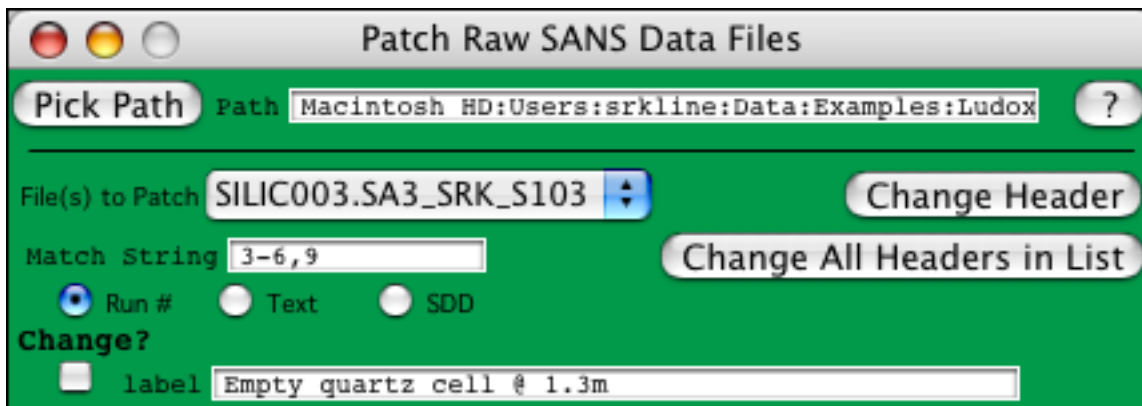 Patch Raw SANS Data Files
Pick Path Path Macintosh HD:Users:srkline:Data:Examples:Ludox ?
File(s) to Patch SILIC003.SA3_SRK_S103 Change Header
Match String 3-6,9 Change All Headers in List
Run # Text SDD
Change?
label Empty quartz cell @ 1.3m